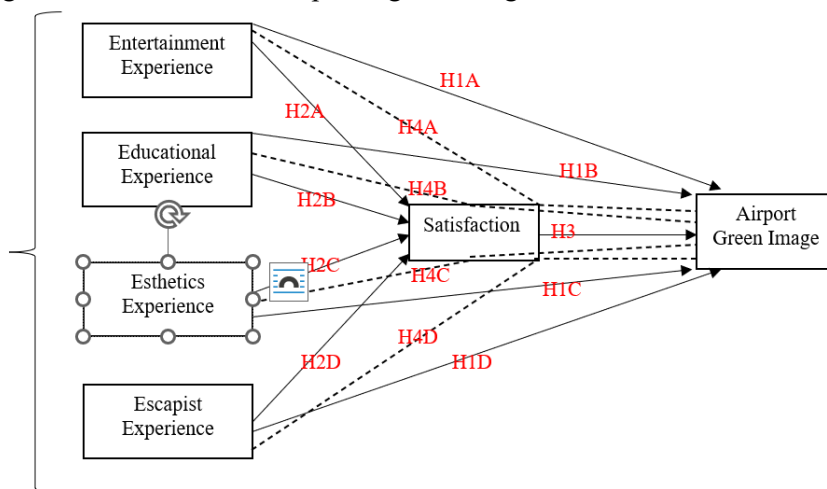 Entertainment
Experience
H1A
H2A
H4A
Educational
Experience
H1B
H4B
H2B
Satisfaction
H3
Airport
Green Image
H2C
H4C
Esthetics
Experience
H1C
H4D
H2D
H1D
Escapist
Experience